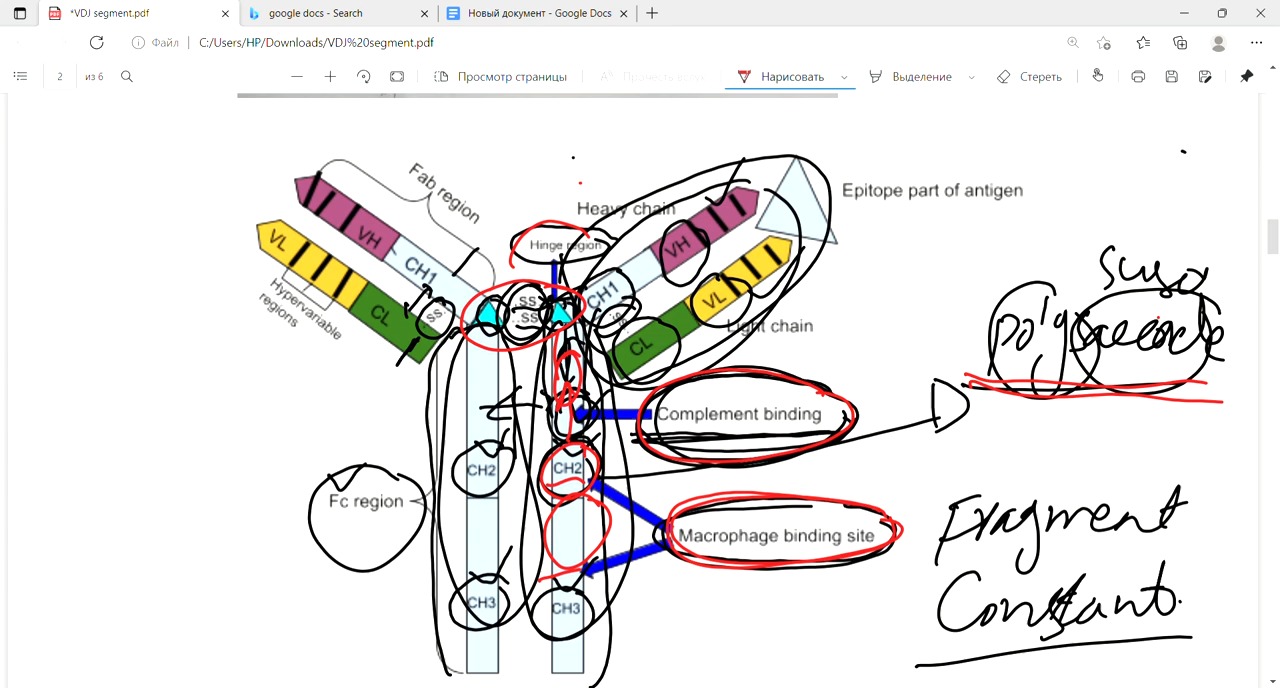 *VDJ segment.pdf
google docs - Search
Новый документ - Google Docs
Файл
C:/Users/HP/Downloads/VDJ%20segment.pdf
2 из 6
Просмотр страницы
Нарисовать
Выделение
Стереть
Fab region
Heavy chain
Epitope part of antigen
Hinge region
VH
VH
VL
CH1
CH1
VL
Hypervariable
regions
CL
..SS..
SS
..SS
..SS..
Light chain
CL
Complement binding
CH2
CH2
Fc region
Macrophage binding site
CH3
CH3
Fragment
Constant.